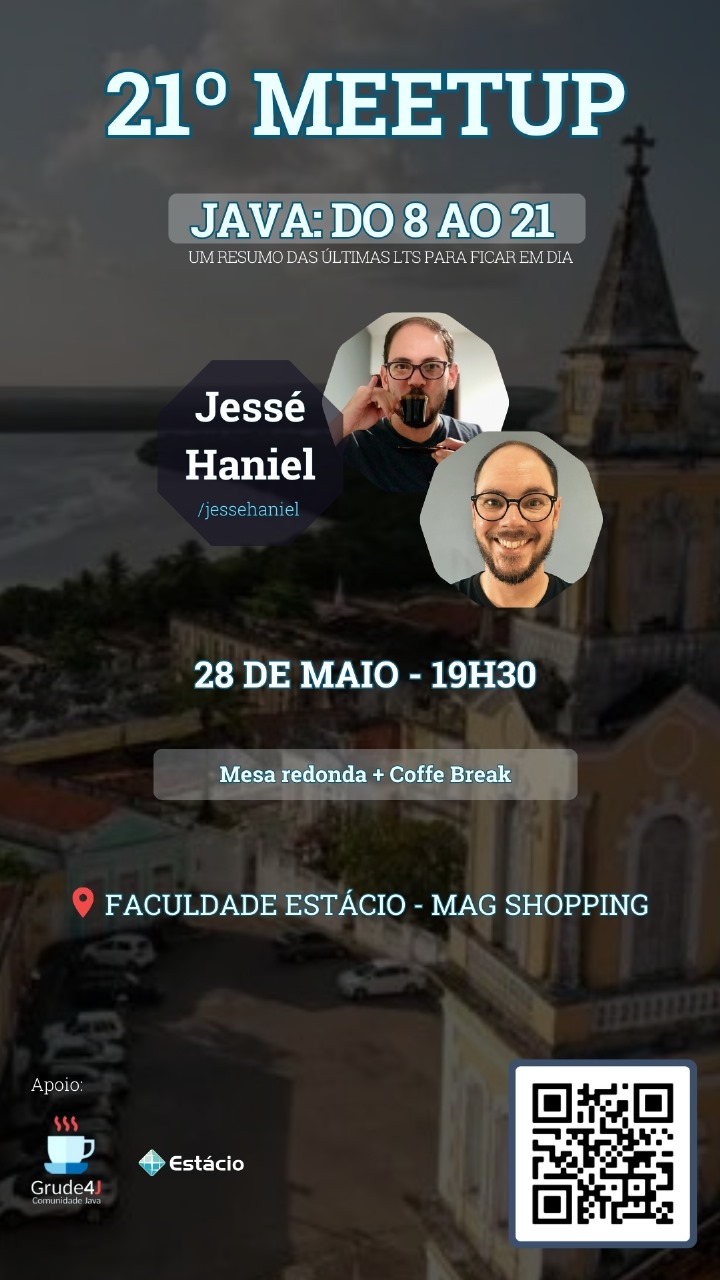 21º MEETUP
JAVA: DO 8 AO 21
UM RESUMO DAS ÚLTIMAS LTS PARA FICAR EM DIA
Jessé
Haniel
/jessehaniel
28 DE MAIO - 19H30
Mesa redonda + Coffe Break
FACULDADE ESTÁCIO - MAG SHOPPING
Apoio:
Grude4J
Comunidade Java
Estácio